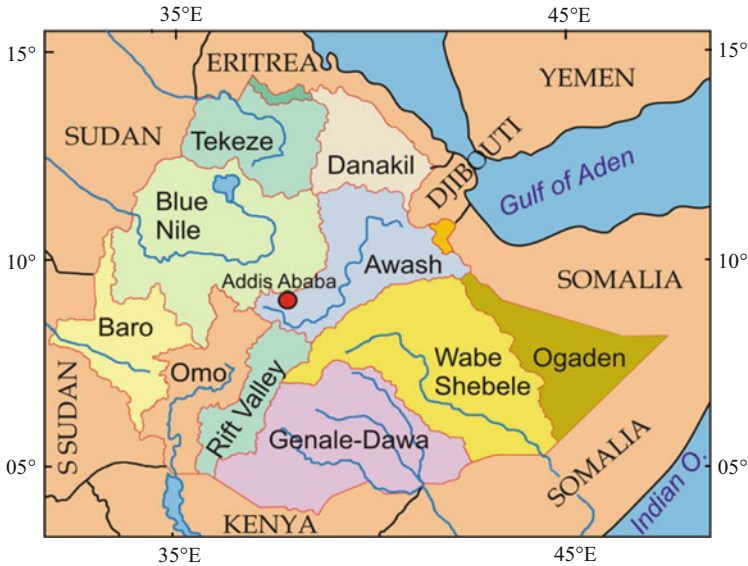 35°E
45°E
15°
15°
ERITREA
YEMEN
SUDAN
Tekeze
Danakil
DJIBOUTI
Gulf of Aden
Blue
Nile
10°
10°
Addis Ababa
Awash
SOMALIA
Baro
Omo
Rift Valley
Wabe
Shebele
Ogaden
S SUDAN
Genale-Dawa
05°
05°
SOMALIA
Indian O.
KENYA
35°E
45°E